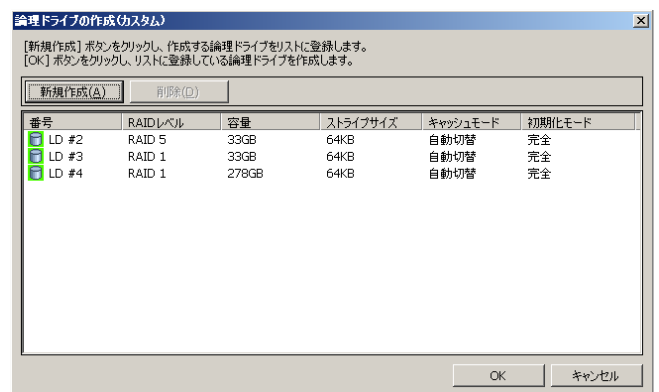 論理ドライブの作成(カスタム)
[新規作成] ボタンをクリックし、作成する論理ドライブをリストに登録します。
[OK] ボタンをクリックし、リストに登録している論理ドライブを作成します。
新規作成(A) 削除(D)
番号 RAIDレベル 容量 ストライプサイズ キャッシュモード 初期化モード
LD #2 RAID 5 33GB 64KB 自動切替 完全
LD #3 RAID 1 33GB 64KB 自動切替 完全
LD #4 RAID 1 278GB 64KB 自動切替 完全
OK キャンセル